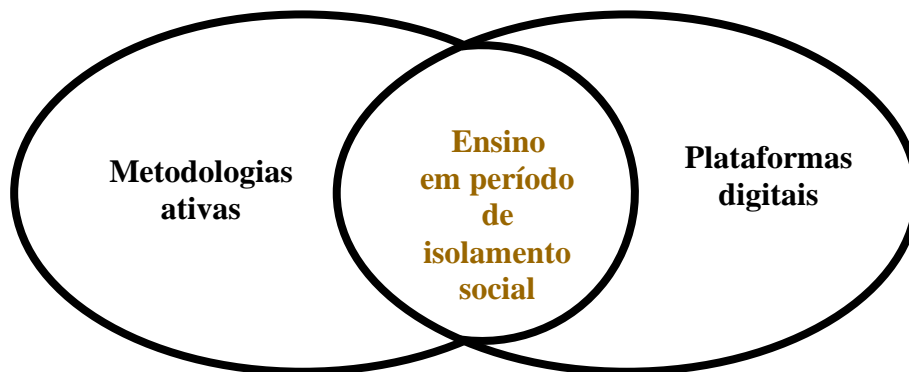 Metodologias
ativas
Ensino
em período
de
isolamento
social
Plataformas
digitais